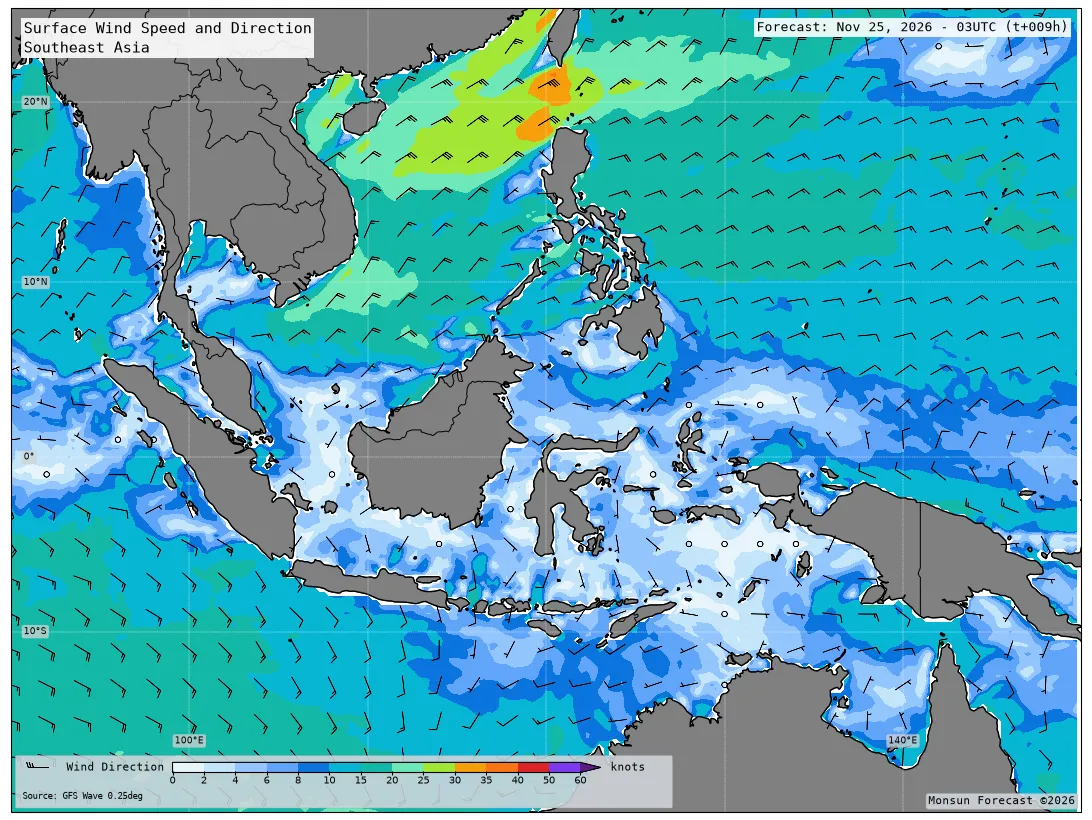 Surface Wind Speed and Direction
Southeast Asia
Forecast: Nov 25, 2026 - 03UTC (t+009h)
20°N
10°N
0°
10°S
100°E
140°E
Wind Direction
0 2 4 6 8 10 15 20 25 30 35 40 50 60
knots
Source: GFS Wave 0.25deg
Monsun Forecast ©2026